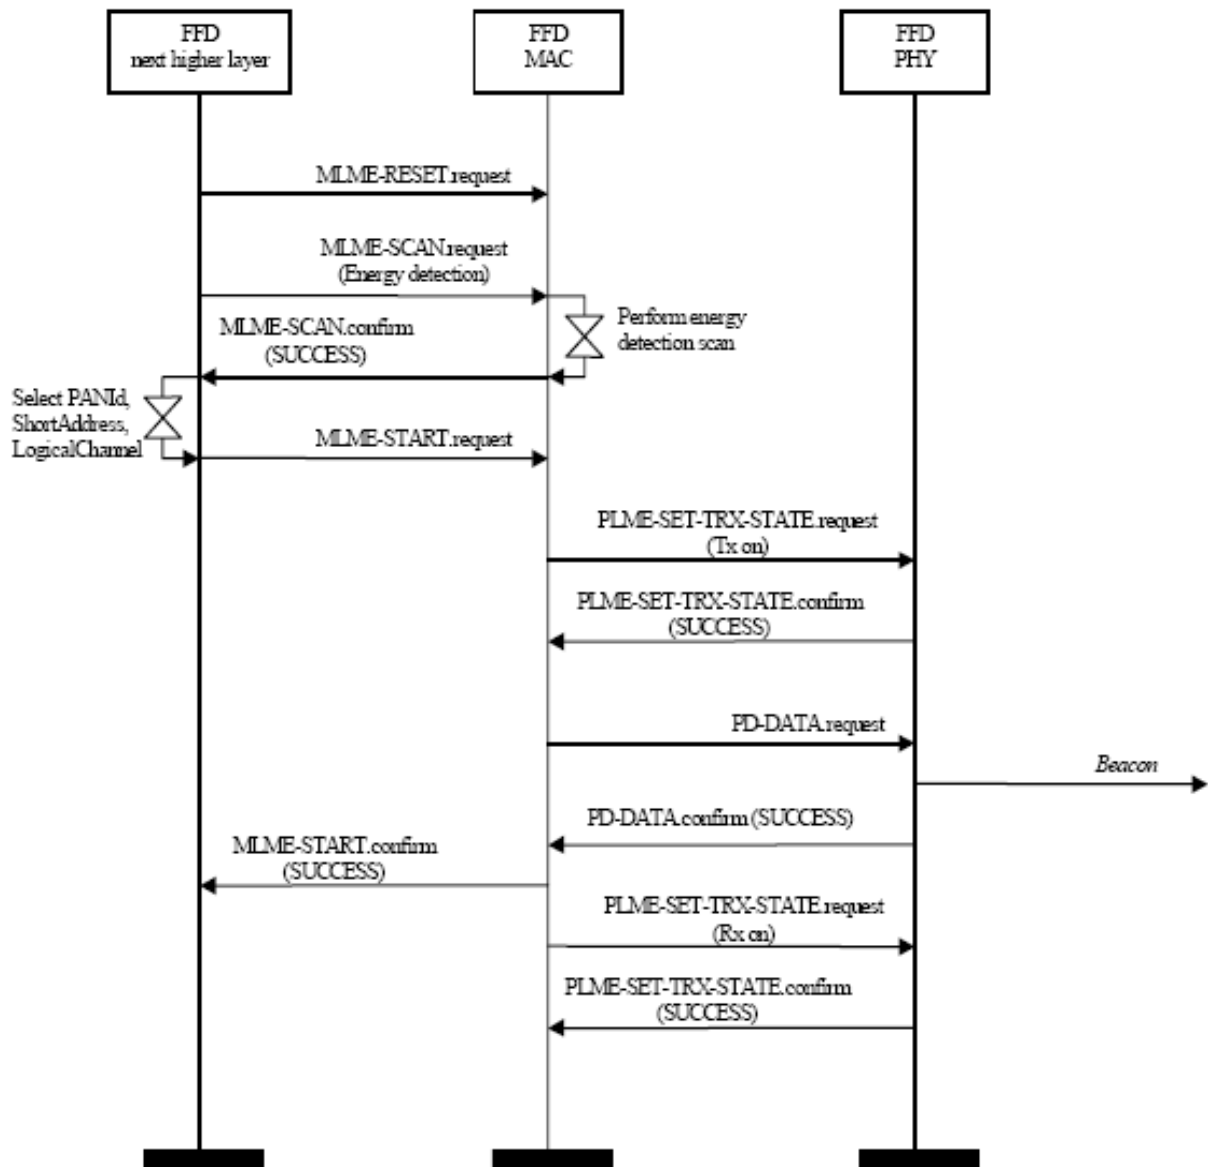 FFD
next higher layer
FFD
MAC
FFD
PHY
MLME-RESET.request
MLME-SCAN.request
(Energy detection)
Perform energy
detection scan
MLME-SCAN.confirm
(SUCCESS)
Select PANId,
ShortAddress,
LogicalChannel
MLME-START.request
PLME-SET-TRX-STATE.request
(Tx on)
PLME-SET-TRX-STATE.confirm
(SUCCESS)
PD-DATA.request
Beacon
PD-DATA.confirm (SUCCESS)
MLME-START.confirm
(SUCCESS)
PLME-SET-TRX-STATE.request
(Rx on)
PLME-SET-TRX-STATE.confirm
(SUCCESS)